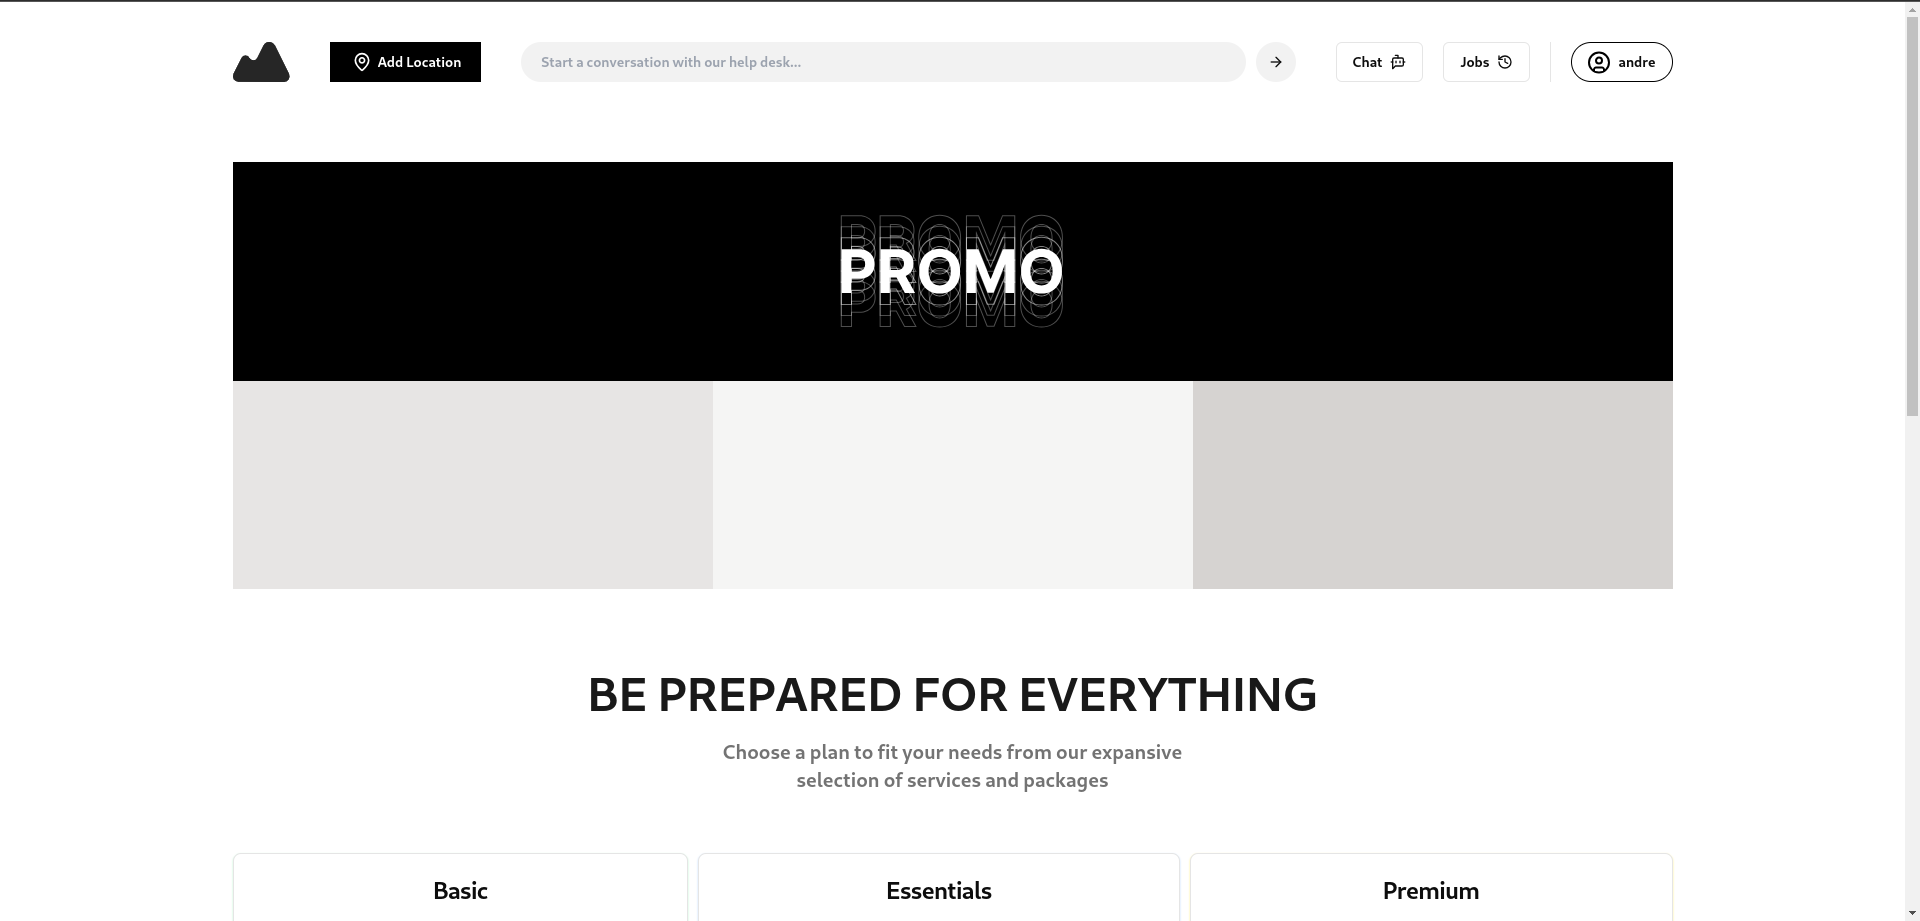 Add Location
Start a conversation with our help desk...
Chat
Jobs
andre
PROMO
BE PREPARED FOR EVERYTHING
Choose a plan to fit your needs from our expansive
selection of services and packages
Basic
Essentials
Premium